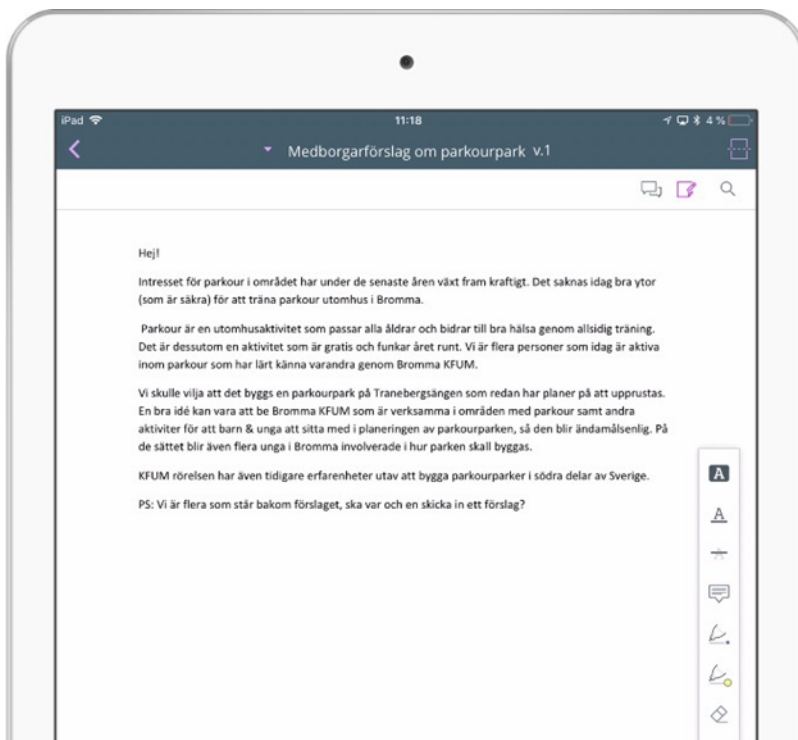 iPad
11:18
4 %
Medborgarförslag om parkourpark v.1
Hej!
Intresset för parkour i området har under de senaste åren växt fram kraftigt. Det saknas idag bra ytor
(som är säkra) för att träna parkour utomhus i Bromma.
Parkour är en utomhusaktivitet som passar alla åldrar och bidrar till bra hälsa genom allsidig träning.
Det är dessutom en aktivitet som är gratis och funkar året runt. Vi är flera personer som idag är aktiva
inom parkour som har lärt känna varandra genom Bromma KFUM.
Vi skulle vilja att det byggs en parkourpark på Tranebergsängen som redan har planer på att upprustas.
En bra idé kan vara att be Bromma KFUM som är verksamma i områden med parkour samt andra
aktiviter för att barn & unga att sitta med i planeringen av parkourparken, så den blir ändamålsenlig. På
de sättet blir även flera unga i Bromma involverade i hur parken skall byggas.
KFUM rörelsen har även tidigare erfarenheter utav att bygga parkourparker i södra delar av Sverige.
PS: Vi är flera som står bakom förslaget, ska var och en skicka in ett förslag?
A
A
A